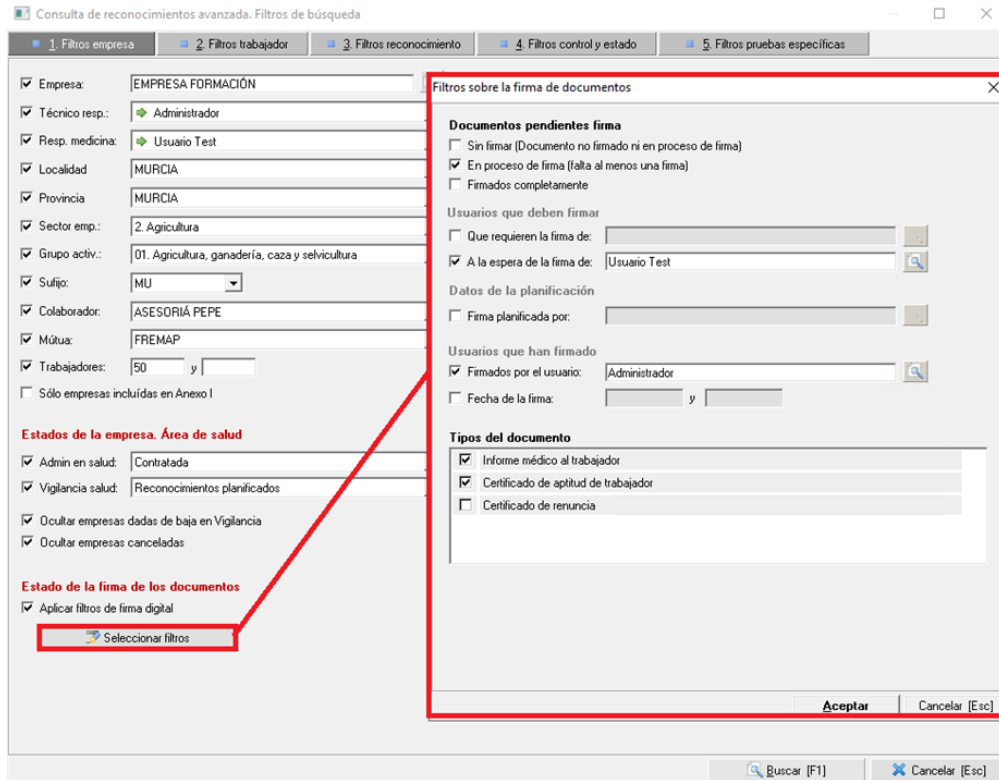 Consulta de reconocimientos avanzada. Filtros de búsqueda
1. Filtros empresa
2. Filtros trabajador
3. Filtros reconocimiento
4. Filtros control y estado
5. Filtros pruebas específicas
Empresa: EMPRESA FORMACIÓN
Técnico resp.: Administrador
Resp. medicina: Usuario Test
Localidad MURCIA
Provincia MURCIA
Sector emp.: 2. Agricultura
Grupo activ.: 01. Agricultura, ganadería, caza y selvicultura
Sufijo: MU
Colaborador: ASESORIÁ PEPE
Mútua: FREMAP
Trabajadores: 50 y
Sólo empresas incluídas en Anexo I
Estados de la empresa. Área de salud
Admin en salud: Contratada
Vigilancia salud: Reconocimientos planificados
Ocultar empresas dadas de baja en Vigilancia
Ocultar empresas canceladas
Estado de la firma de los documentos
Aplicar filtros de firma digital
Seleccionar filtros
Filtros sobre la firma de documentos
Documentos pendientes firma
Sin firmar (Documento no firmado ni en proceso de firma)
En proceso de firma (falta al menos una firma)
Firmados completamente
Usuarios que deben firmar
Que requieren la firma de:
A la espera de la firma de: Usuario Test
Datos de la planificación
Firma planificada por:
Usuarios que han firmado
Firmados por el usuario: Administrador
Fecha de la firma: y
Tipos del documento
Informe médico al trabajador
Certificado de aptitud de trabajador
Certificado de renuncia
Aceptar
Cancelar [Esc]
Buscar [F1]
Cancelar [Esc]